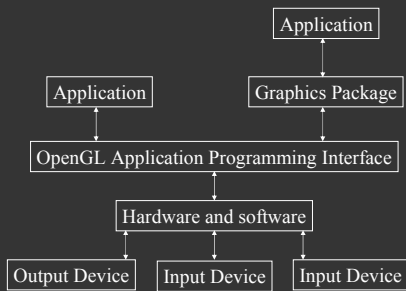 Application
Application
Graphics Package
OpenGL Application Programming Interface
Hardware and software
Output Device
Input Device
Input Device